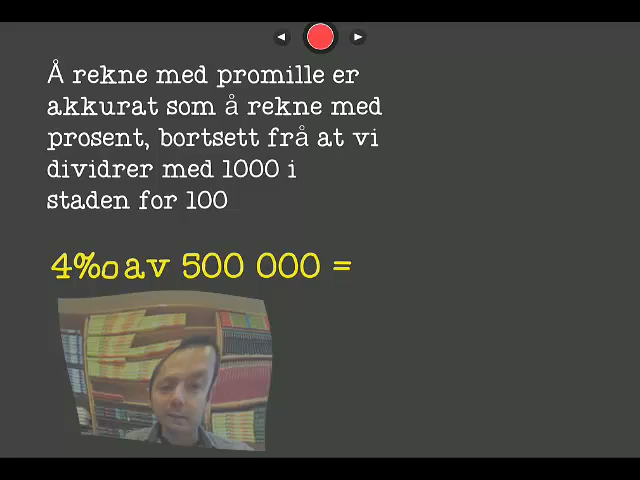 Å rekne med promille er
akkurat som å rekne med
prosent, bortsett frå at vi
dividrer med 1000 i
staden for 100
4‰ av 500 000 =